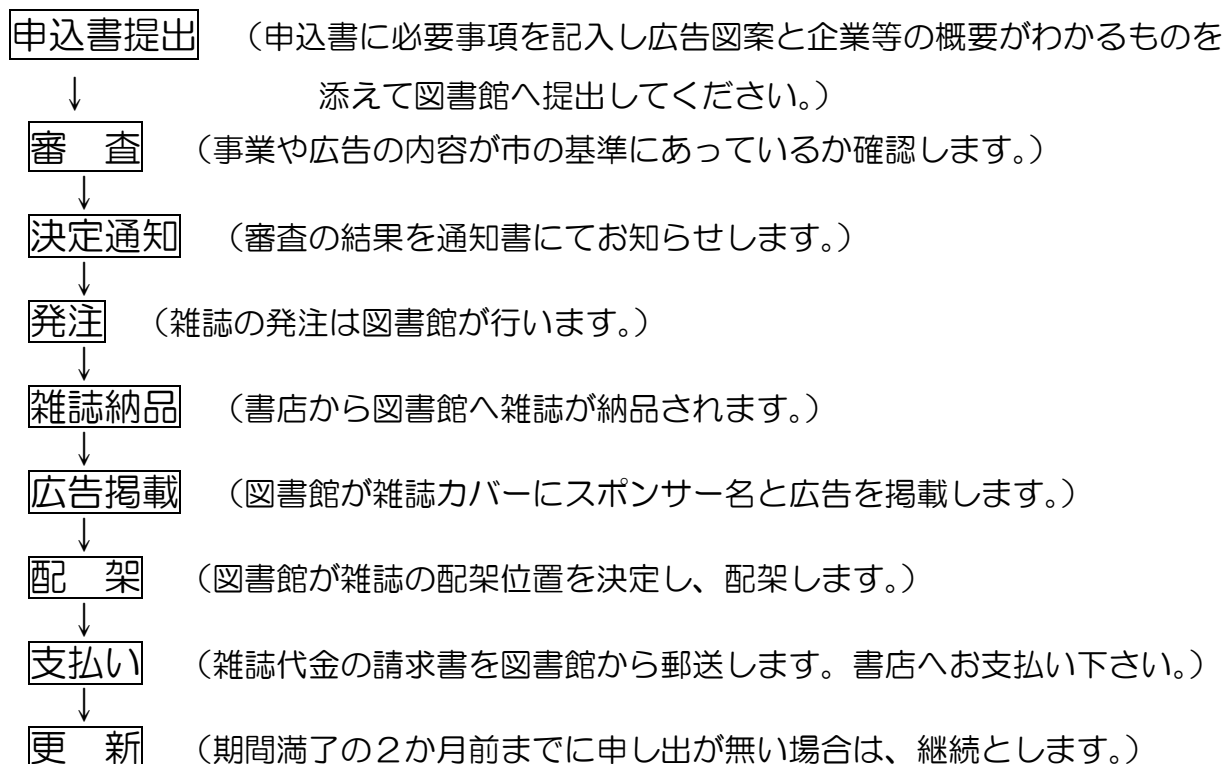 申込書提出　（申込書に必要事項を記入し広告図案と企業等の概要がわかるものを
↓　添えて図書館へ提出してください。）
審　査　（事業や広告の内容が市の基準にあっているか確認します。）
↓
決定通知　（審査の結果を通知書にてお知らせします。）
↓
発注　（雑誌の発注は図書館が行います。）
↓
雑誌納品　（書店から図書館へ雑誌が納品されます。）
↓
広告掲載　（図書館が雑誌カバーにスポンサー名と広告を掲載します。）
↓
配　架　（図書館が雑誌の配架位置を決定し、配架します。）
↓
支払い　（雑誌代金の請求書を図書館から郵送します。書店へお支払い下さい。）
↓
更　新　（期間満了の２か月前までに申し出が無い場合は、継続とします。）